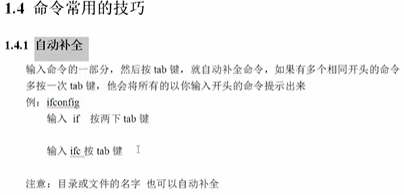 1.4 命令常用的技巧
1.4.1 自动补全
输入命令的一部分，然后按 tab 键，就自动补全命令，如果有多个相同开头的命令
多按一次 tab 键，他会将所有的以你输入开头的命令提示出来
例：ifconfig
输入 if 按两下 tab 键
输入 ifc 按 tab 键
注意：目录或文件的名字 也可以自动补全